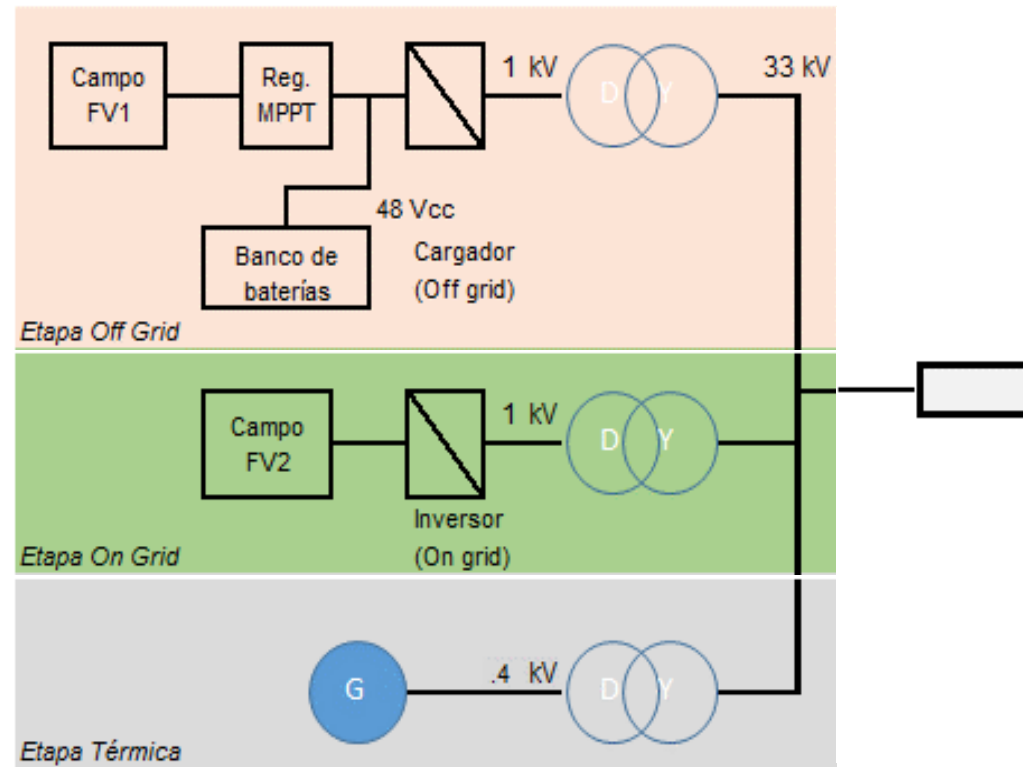 Campo
FV1
Reg.
MPPT
1 kV
D Y
33 kV
48 Vcc
Banco de
baterías
Cargador
(Off grid)
Etapa Off Grid
Campo
FV2
1 kV
D Y
Inversor
(On grid)
Etapa On Grid
G
.4 kV
D Y
Etapa Térmica